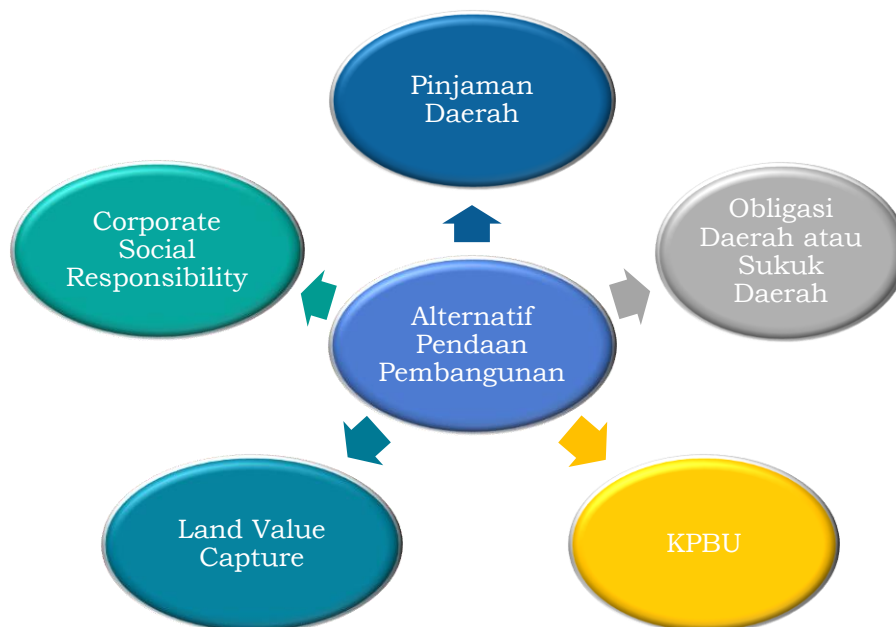 Pinjaman
Daerah
Corporate
Social
Responsibility
Obligasi
Daerah atau
Sukuk
Daerah
Alternatif
Pendaan
Pembangunan
Land Value
Capture
KPBU